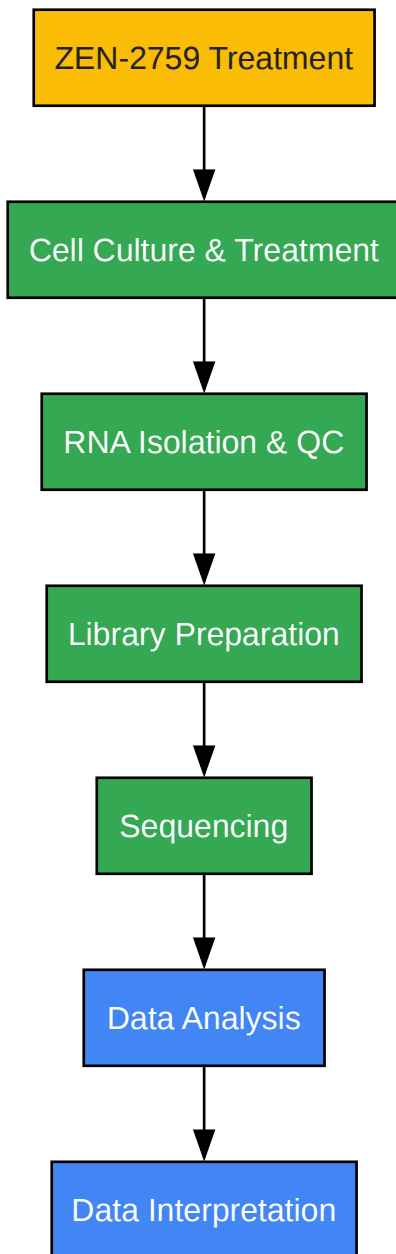 ZEN-2759 Treatment
Cell Culture & Treatment
RNA Isolation & QC
Library Preparation
Sequencing
Data Analysis
Data Interpretation